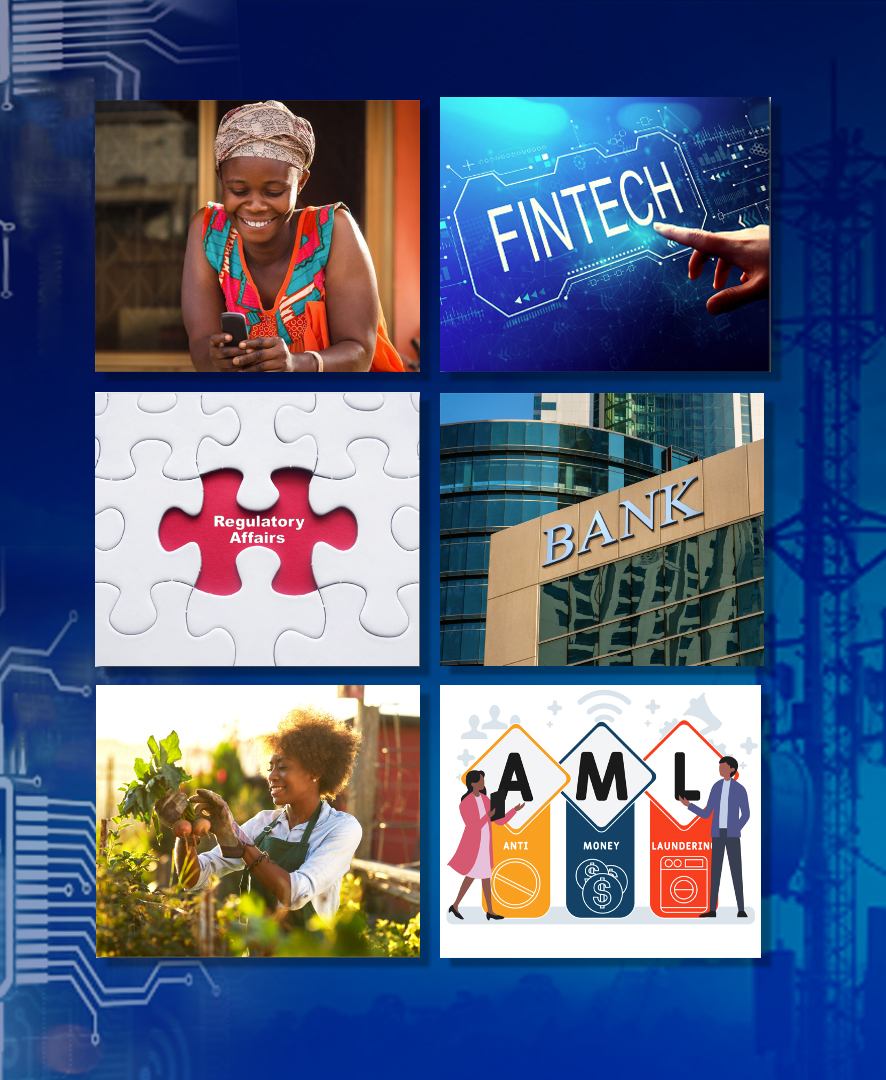 FINTECH
Regulatory
Affairs
BANK
A M L
ANTI
MONEY
LAUNDERING